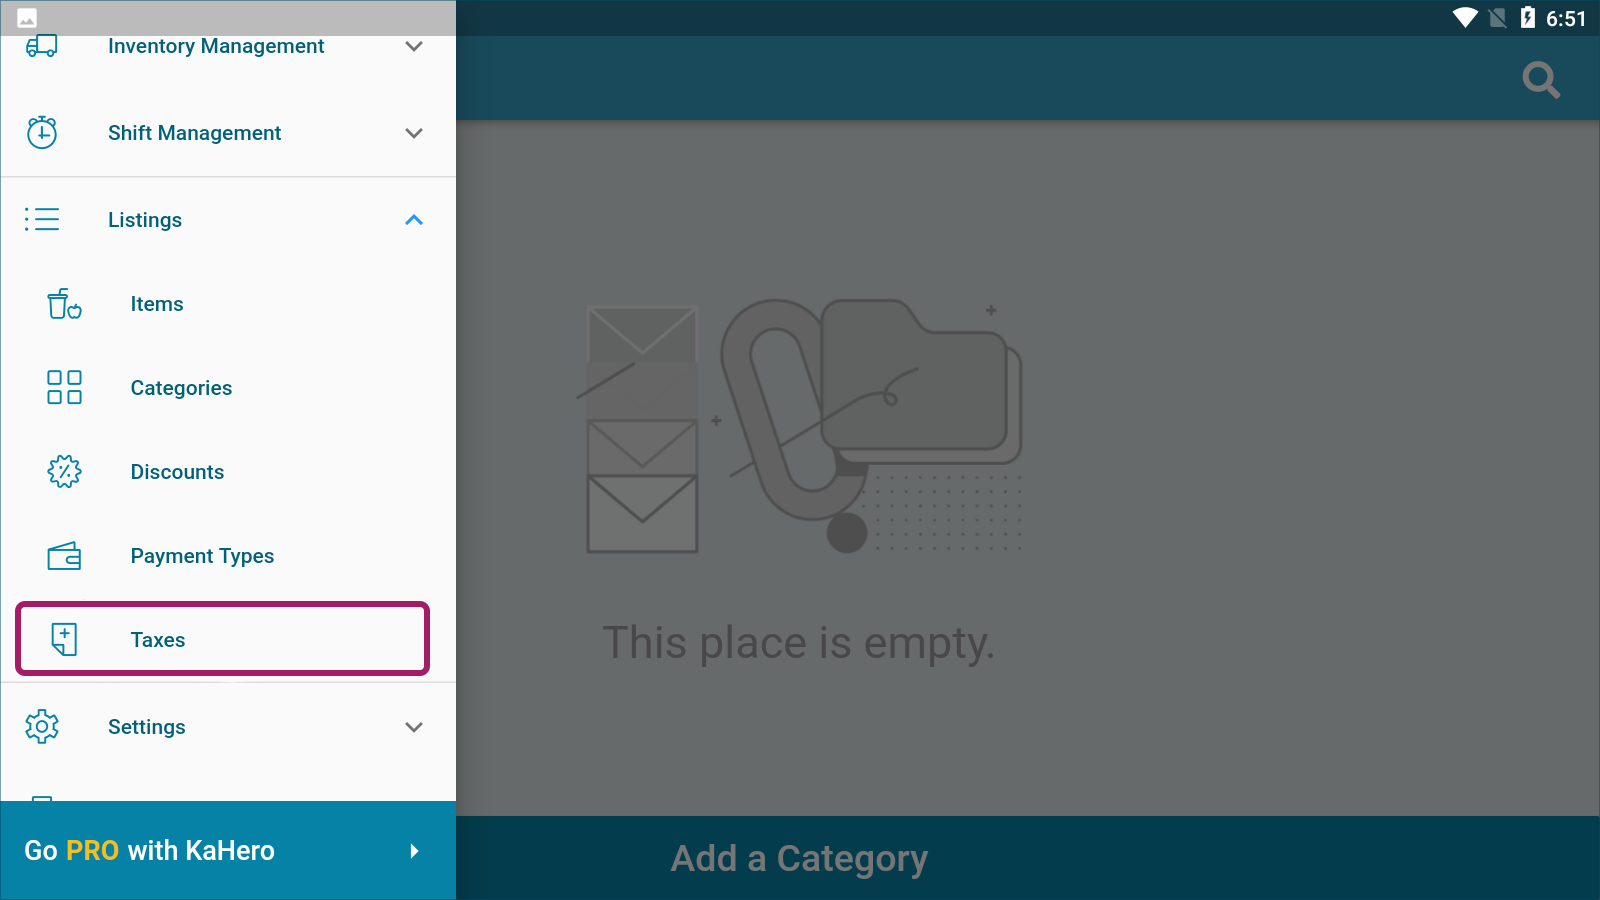 6:51
Inventory Management
Shift Management
Listings
Items
Categories
Discounts
Payment Types
Taxes
Settings
Go PRO with KaHero
This place is empty.
Add a Category